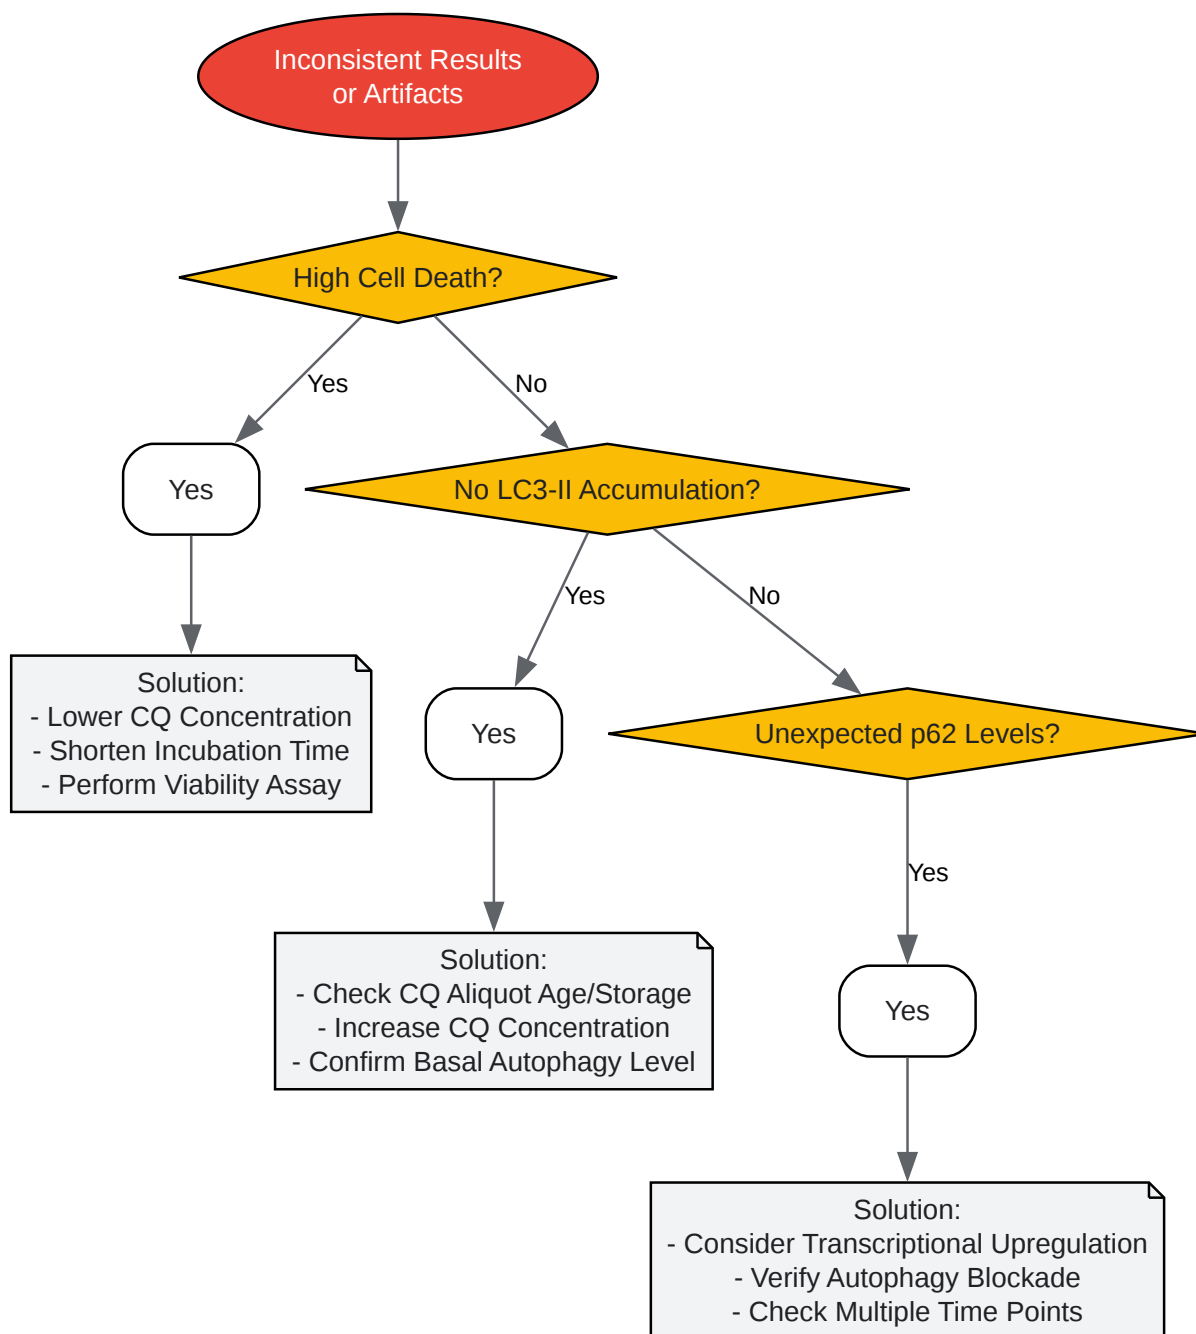 Inconsistent Results
or Artifacts
High Cell Death?
Yes
No
Yes
No LC3-II Accumulation?
Yes
No
Solution:
- Lower CQ Concentration
- Shorten Incubation Time
- Perform Viability Assay
Yes
Unexpected p62 Levels?
Yes
Solution:
- Check CQ Aliquot Age/Storage
- Increase CQ Concentration
- Confirm Basal Autophagy Level
Yes
Solution:
- Consider Transcriptional Upregulation
- Verify Autophagy Blockade
- Check Multiple Time Points